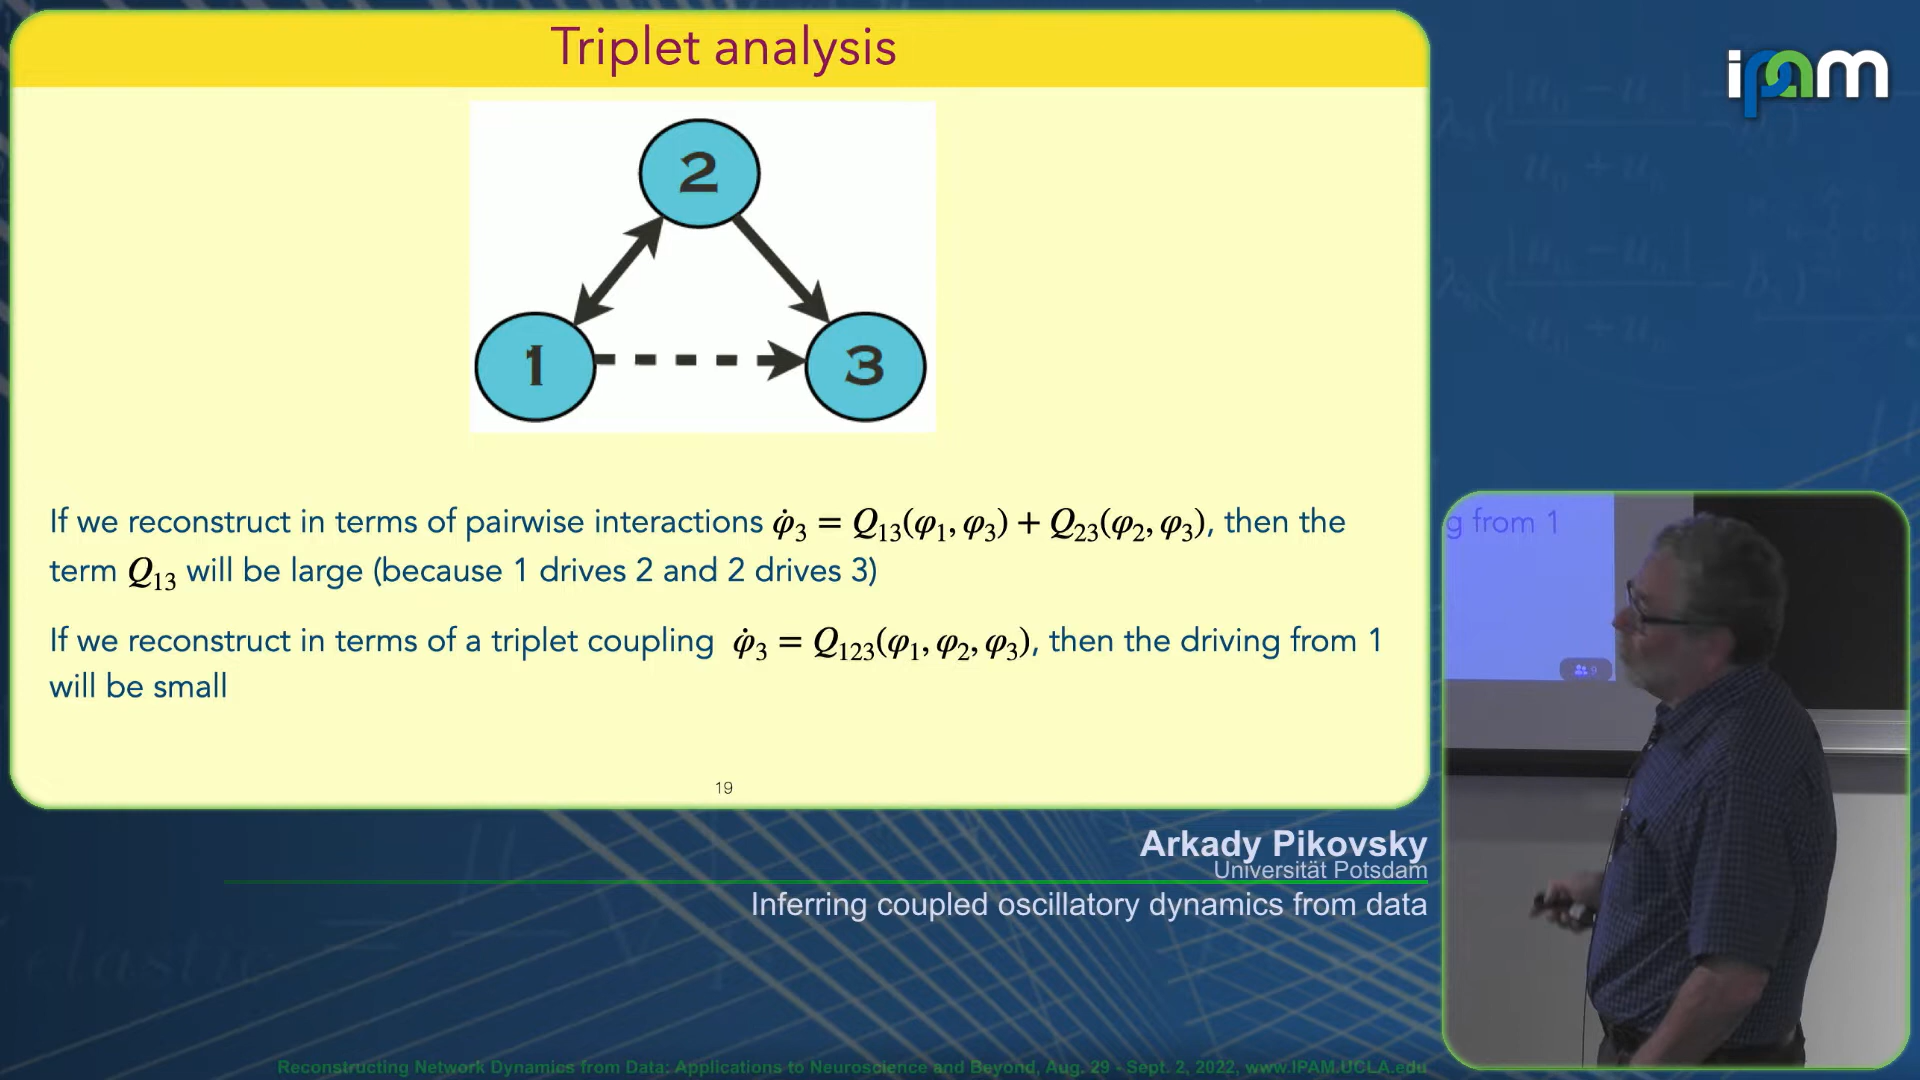 Triplet analysis
ipam
2
1
3
If we reconstruct in terms of pairwise interactions φ̇₃ = Q₁₃(φ₁, φ₃) + Q₂₃(φ₂, φ₃), then the
term Q₁₃ will be large (because 1 drives 2 and 2 drives 3)
If we reconstruct in terms of a triplet coupling φ̇₃ = Q₁₂₃(φ₁, φ₂, φ₃), then the driving from 1
will be small
19
g from 1
9
Arkady Pikovsky
Universität Potsdam
Inferring coupled oscillatory dynamics from data
Reconstructing Network Dynamics from Data: Applications to Neuroscience and Beyond, Aug. 29 - Sept. 2, 2022, www.IPAM.UCLA.edu